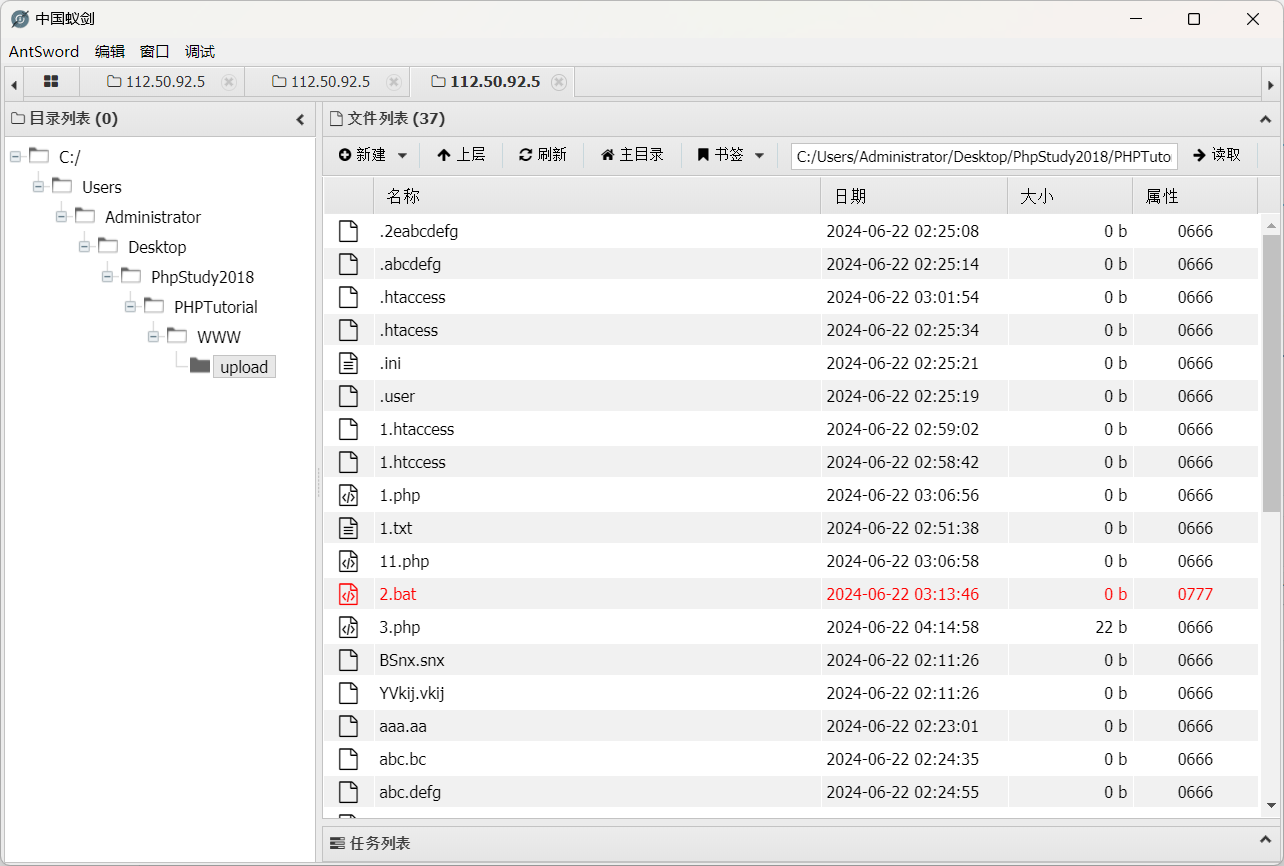 中国蚁剑
AntSword 编辑 窗口 调试
112.50.92.5 112.50.92.5 112.50.92.5
目录列表 (0)
C:/
Users
Administrator
Desktop
PhpStudy2018
PHPTutorial
WWW
upload
文件列表 (37)
新建 上层 刷新 主目录 书签 C:/Users/Administrator/Desktop/PhpStudy2018/PHPTuto 读取
名称 日期 大小 属性
.2eabcdefg 2024-06-22 02:25:08 0 b 0666
.abcdefg 2024-06-22 02:25:14 0 b 0666
.htaccess 2024-06-22 03:01:54 0 b 0666
.htacess 2024-06-22 02:25:34 0 b 0666
.ini 2024-06-22 02:25:21 0 b 0666
.user 2024-06-22 02:25:19 0 b 0666
1.htaccess 2024-06-22 02:59:02 0 b 0666
1.htccess 2024-06-22 02:58:42 0 b 0666
1.php 2024-06-22 03:06:56 0 b 0666
1.txt 2024-06-22 02:51:38 0 b 0666
11.php 2024-06-22 03:06:58 0 b 0666
2.bat 2024-06-22 03:13:46 0 b 0777
3.php 2024-06-22 04:14:58 22 b 0666
BSnx.snx 2024-06-22 02:11:26 0 b 0666
YVkij.vkij 2024-06-22 02:11:26 0 b 0666
aaa.aa 2024-06-22 02:23:01 0 b 0666
abc.bc 2024-06-22 02:24:35 0 b 0666
abc.defg 2024-06-22 02:24:55 0 b 0666
任务列表